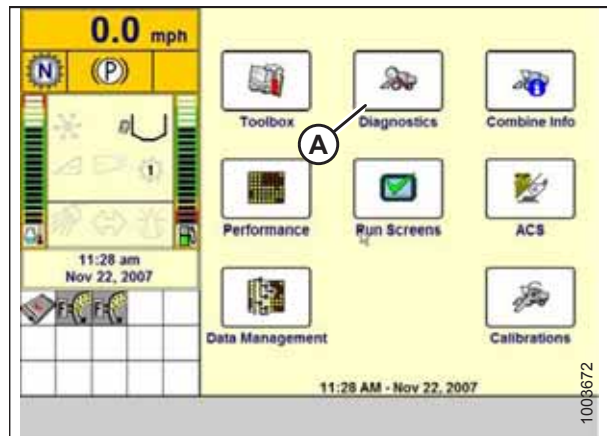 0.0 mph
N
(P)
1
11:28 am
Nov 22, 2007
F=
F=
Toolbox
Diagnostics
Combine Info
A
Performance
Run Screens
ACS
Data Management
Calibrations
11:28 AM - Nov 22, 2007
1003672